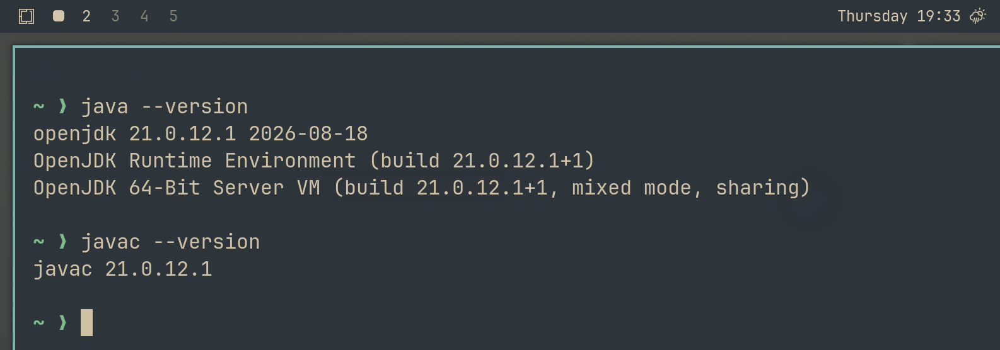 2 3 4 5 Thursday 19:33
~ ❯ java --version
openjdk 21.0.12.1 2026-08-18
OpenJDK Runtime Environment (build 21.0.12.1+1)
OpenJDK 64-Bit Server VM (build 21.0.12.1+1, mixed mode, sharing)
~ ❯ javac --version
javac 21.0.12.1
~ ❯